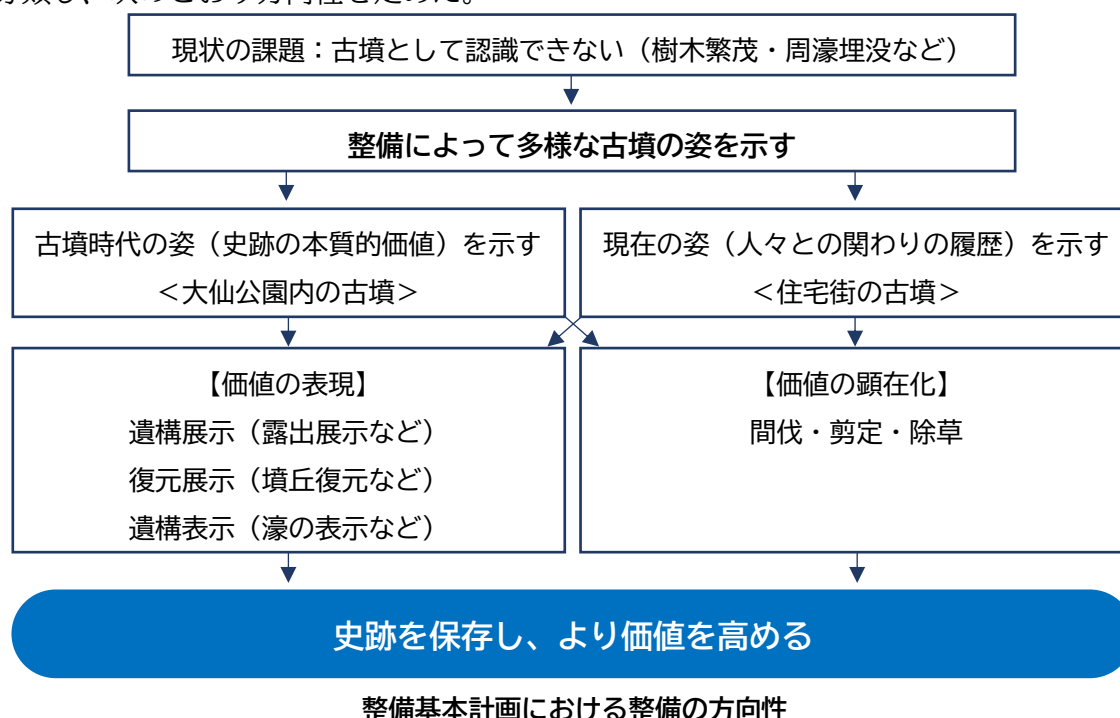 現状の課題：古墳として認識できない（樹木繁茂・周濠埋没など）
整備によって多様な古墳の姿を示す
古墳時代の姿（史跡の本質的価値）を示す
＜大仙公園内の古墳＞
現在の姿（人々との関わりの履歴）を示す
＜住宅街の古墳＞
【価値の表現】
遺構展示（露出展示など）
復元展示（墳丘復元など）
遺構表示（濠の表示など）
【価値の顕在化】
間伐・剪定・除草
史跡を保存し、より価値を高める
整備基本計画における整備の方向性